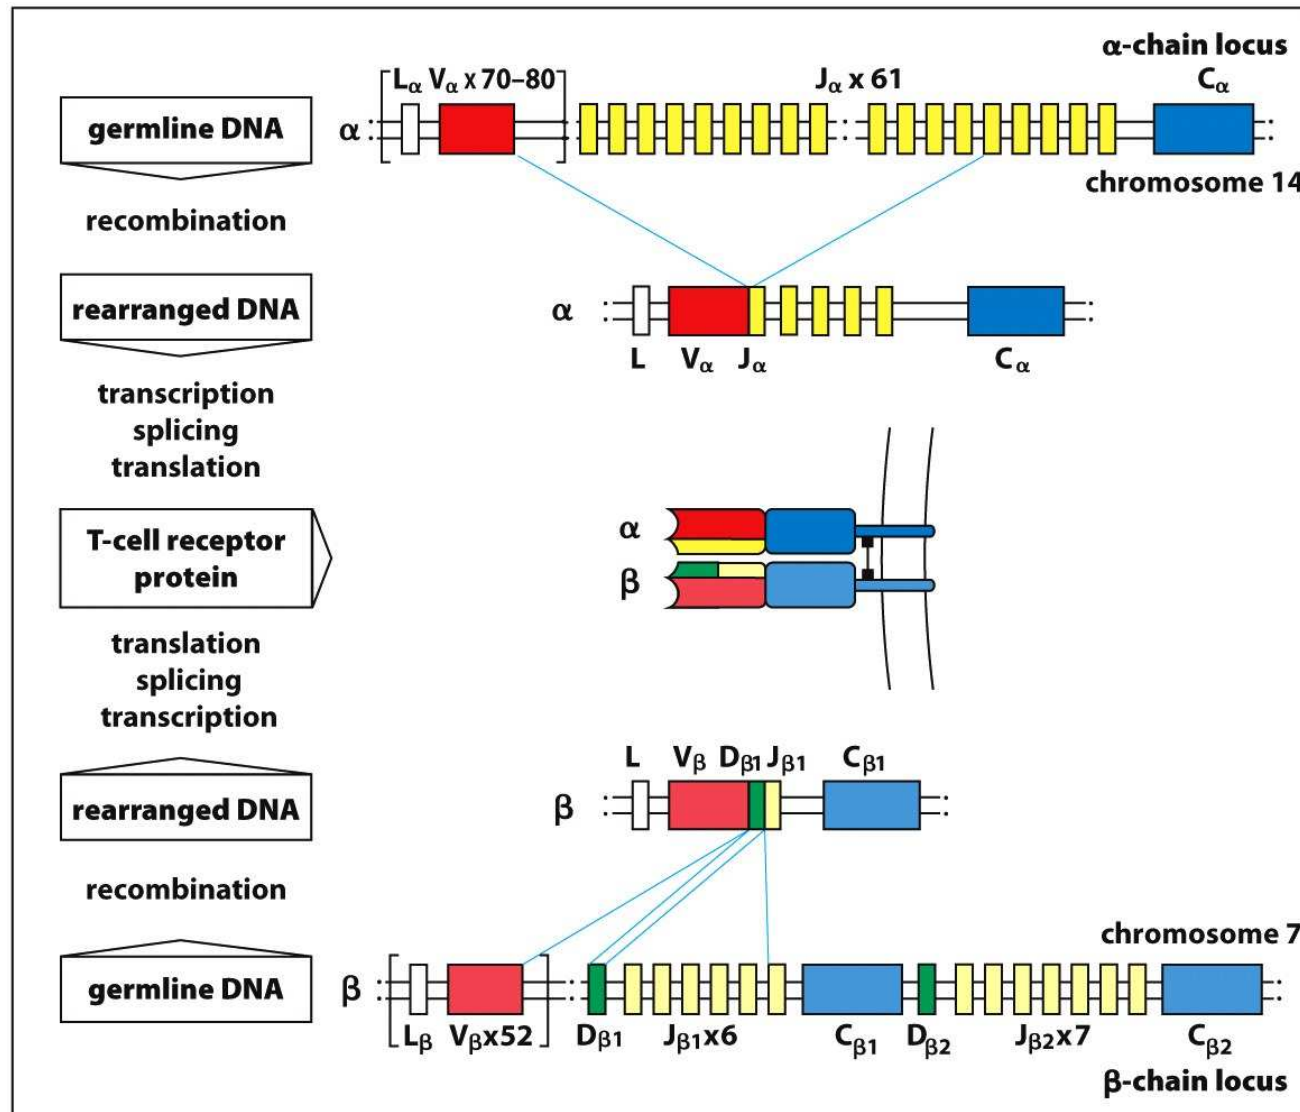 α-chain locus
Lα Vα x 70–80
Jα x 61
Cα
germline DNA
α
chromosome 14
recombination
rearranged DNA
α
L
Vα
Jα
Cα
transcription
splicing
translation
T-cell receptor
protein
α
β
translation
splicing
transcription
L
Vβ
Dβ1
Jβ1
Cβ1
rearranged DNA
β
recombination
chromosome 7
germline DNA
β
Lβ
Vβx52
Dβ1
Jβ1x6
Cβ1
Dβ2
Jβ2x7
Cβ2
β-chain locus